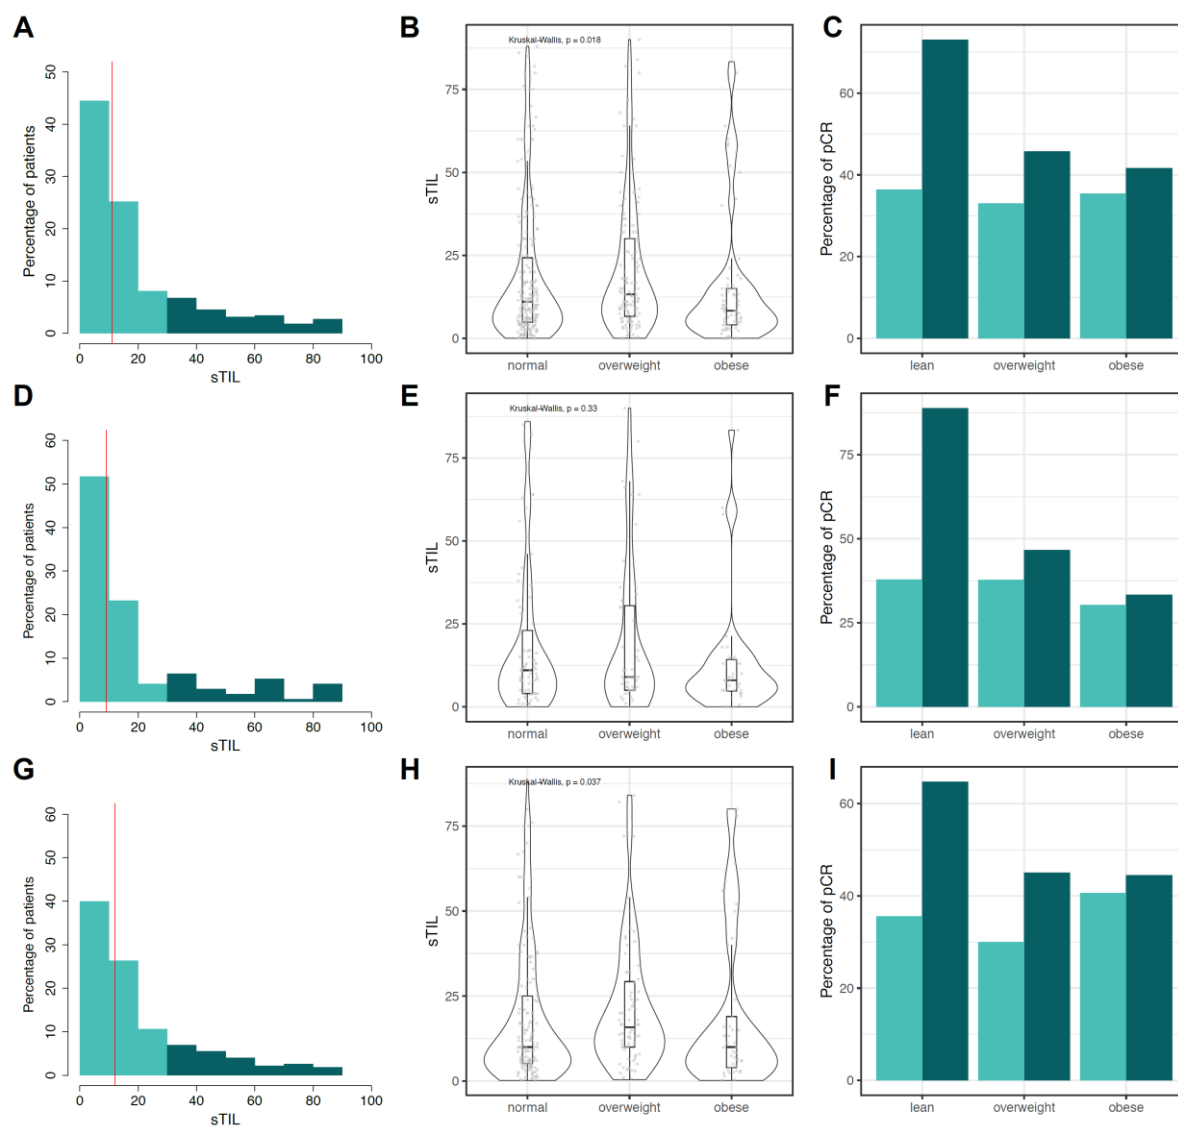 A
Percentage of patients
50
40
30
20
10
0
0 20 40 60 80 100
sTIL
B
Kruskal-Wallis, p = 0.018
sTIL
75
50
25
0
normal overweight obese
C
Percentage of pCR
60
40
20
0
lean overweight obese
D
Percentage of patients
60
50
40
30
20
10
0
0 20 40 60 80 100
sTIL
E
Kruskal-Wallis, p = 0.33
sTIL
75
50
25
0
normal overweight obese
F
Percentage of pCR
75
50
25
0
lean overweight obese
G
Percentage of patients
60
50
40
30
20
10
0
0 20 40 60 80 100
sTIL
H
Kruskal-Wallis, p = 0.037
sTIL
75
50
25
0
normal overweight obese
I
Percentage of pCR
60
40
20
0
lean overweight obese